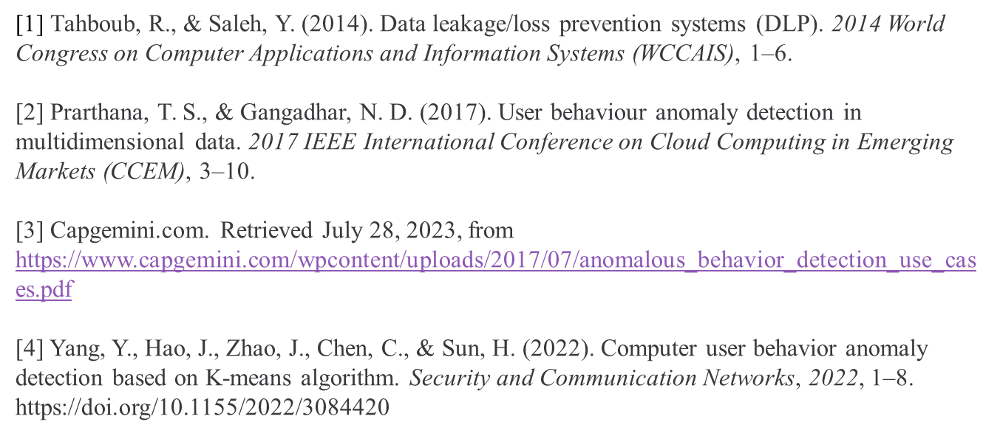 [1] Tahboub, R., & Saleh, Y. (2014). Data leakage/loss prevention systems (DLP). 2014 World
Congress on Computer Applications and Information Systems (WCCAIS), 1–6.
[2] Prarthana, T. S., & Gangadhar, N. D. (2017). User behaviour anomaly detection in
multidimensional data. 2017 IEEE International Conference on Cloud Computing in Emerging
Markets (CCEM), 3–10.
[3] Capgemini.com. Retrieved July 28, 2023, from
https://www.capgemini.com/wpcontent/uploads/2017/07/anomalous_behavior_detection_use_cas
es.pdf
[4] Yang, Y., Hao, J., Zhao, J., Chen, C., & Sun, H. (2022). Computer user behavior anomaly
detection based on K-means algorithm. Security and Communication Networks, 2022, 1–8.
https://doi.org/10.1155/2022/3084420